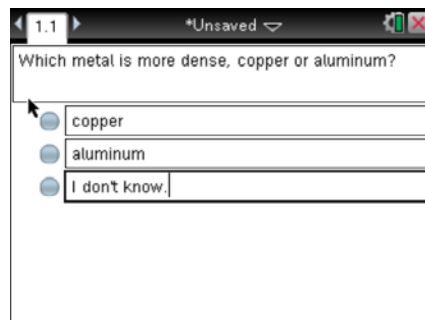 1.1
*Unsaved
Which metal is more dense, copper or aluminum?
copper
aluminum
I don't know.